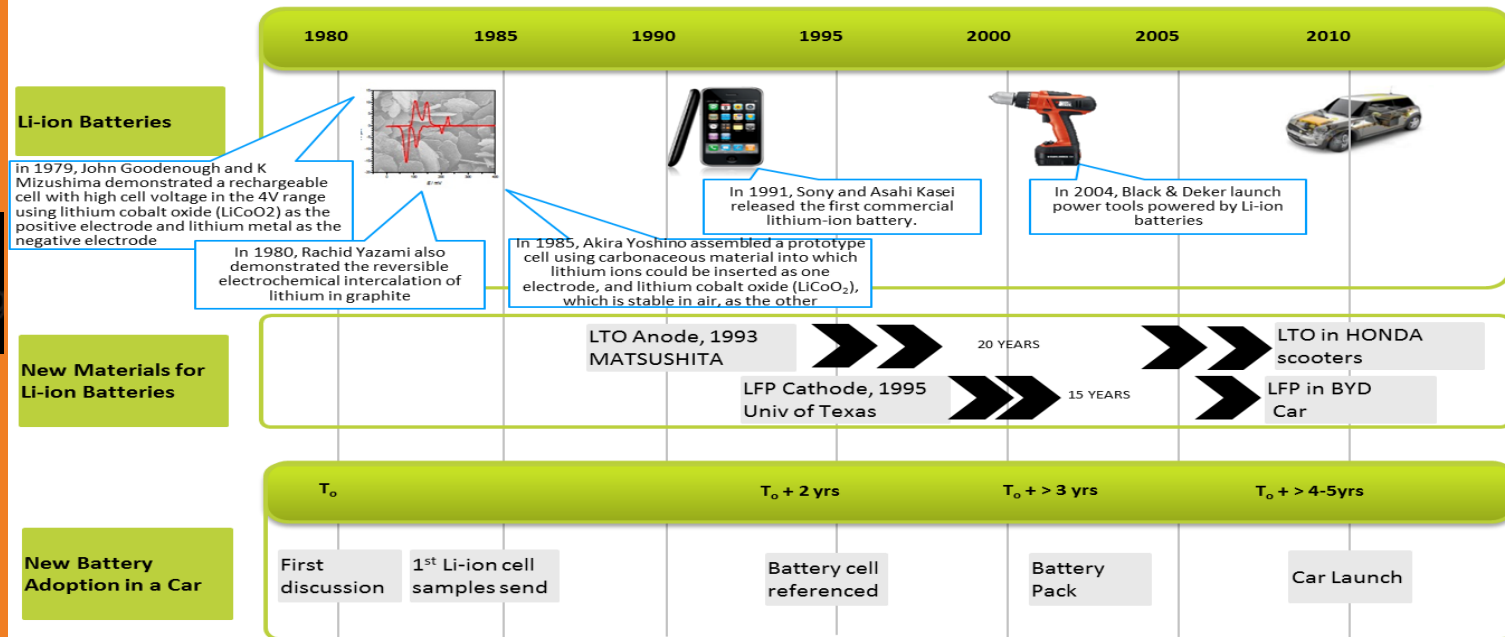 1980 1985 1990 1995 2000 2005 2010
Li-ion Batteries
in 1979, John Goodenough and K
Mizushima demonstrated a rechargeable
cell with high cell voltage in the 4V range
using lithium cobalt oxide (LiCoO2) as the
positive electrode and lithium metal as the
negative electrode
In 1980, Rachid Yazami also
demonstrated the reversible
electrochemical intercalation of
lithium in graphite
In 1985, Akira Yoshino assembled a prototype
cell using carbonaceous material into which
lithium ions could be inserted as one
electrode, and lithium cobalt oxide (LiCoO₂),
which is stable in air, as the other
In 1991, Sony and Asahi Kasei
released the first commercial
lithium-ion battery.
In 2004, Black & Deker launch
power tools powered by Li-ion
batteries
New Materials for
Li-ion Batteries
LTO Anode, 1993
MATSUSHITA
20 YEARS
LTO in HONDA
scooters
LFP Cathode, 1995
Univ of Texas
15 YEARS
LFP in BYD
Car
Tₒ Tₒ + 2 yrs Tₒ + > 3 yrs Tₒ + > 4-5yrs
New Battery
Adoption in a Car
First
discussion
1st Li-ion cell
samples send
Battery cell
referenced
Battery
Pack
Car Launch